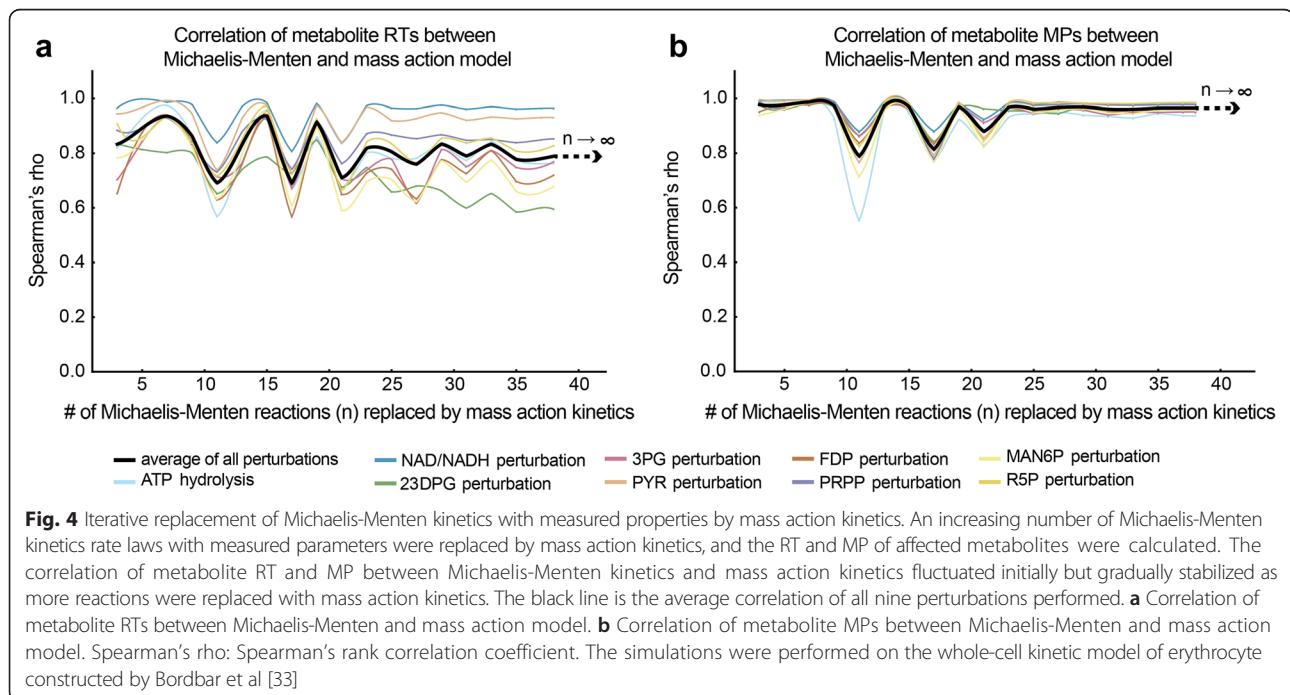 a
Correlation of metabolite RTs between
Michaelis-Menten and mass action model
Spearman's rho
1.0
0.8
0.6
0.4
0.2
0.0
n → ∞
5 10 15 20 25 30 35 40
# of Michaelis-Menten reactions (n) replaced by mass action kinetics
b
Correlation of metabolite MPs between
Michaelis-Menten and mass action model
Spearman's rho
1.0
0.8
0.6
0.4
0.2
0.0
n → ∞
5 10 15 20 25 30 35 40
# of Michaelis-Menten reactions (n) replaced by mass action kinetics
average of all perturbations NAD/NADH perturbation 3PG perturbation FDP perturbation MAN6P perturbation
ATP hydrolysis 23DPG perturbation PYR perturbation PRPP perturbation R5P perturbation
Fig. 4 Iterative replacement of Michaelis-Menten kinetics with measured properties by mass action kinetics. An increasing number of Michaelis-Menten
kinetics rate laws with measured parameters were replaced by mass action kinetics, and the RT and MP of affected metabolites were calculated. The
correlation of metabolite RT and MP between Michaelis-Menten kinetics and mass action kinetics fluctuated initially but gradually stabilized as
more reactions were replaced with mass action kinetics. The black line is the average correlation of all nine perturbations performed. a Correlation of
metabolite RTs between Michaelis-Menten and mass action model. b Correlation of metabolite MPs between Michaelis-Menten and mass action
model. Spearman's rho: Spearman's rank correlation coefficient. The simulations were performed on the whole-cell kinetic model of erythrocyte
constructed by Bordbar et al [33]